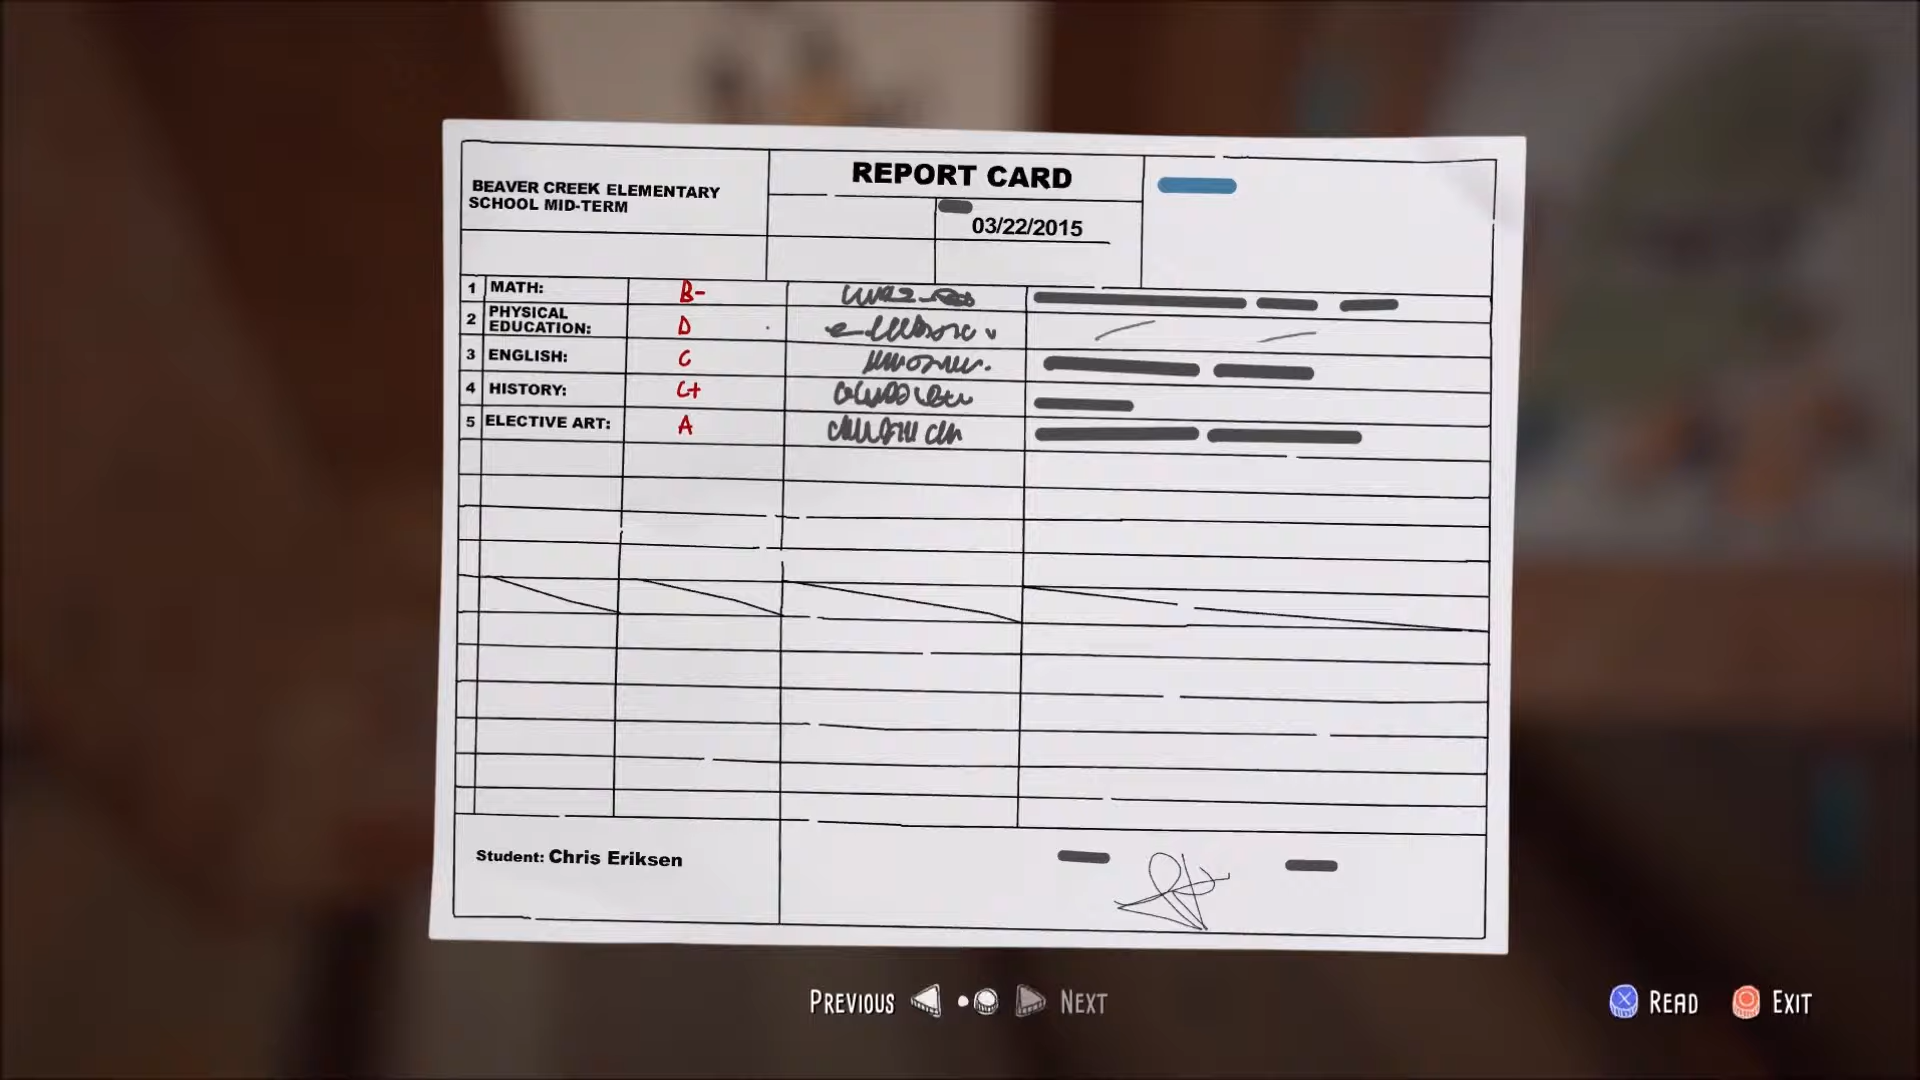 REPORT CARD
BEAVER CREEK ELEMENTARY
SCHOOL MID-TERM
03/22/2015
1 MATH: B-
2 PHYSICAL
EDUCATION: D
3 ENGLISH: C
4 HISTORY: C+
5 ELECTIVE ART: A
Student: Chris Eriksen
PREVIOUS NEXT
READ EXIT